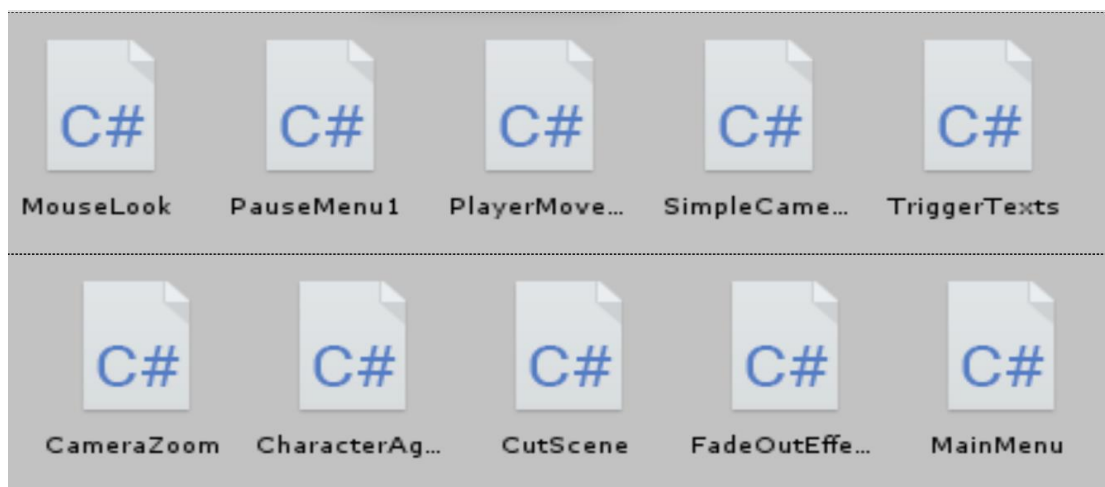 C# C# C# C# C#
MouseLook PauseMenu1 PlayerMove... SimpleCame... TriggerTexts
C# C# C# C# C#
CameraZoom CharacterAg... CutScene FadeOutEffe... MainMenu